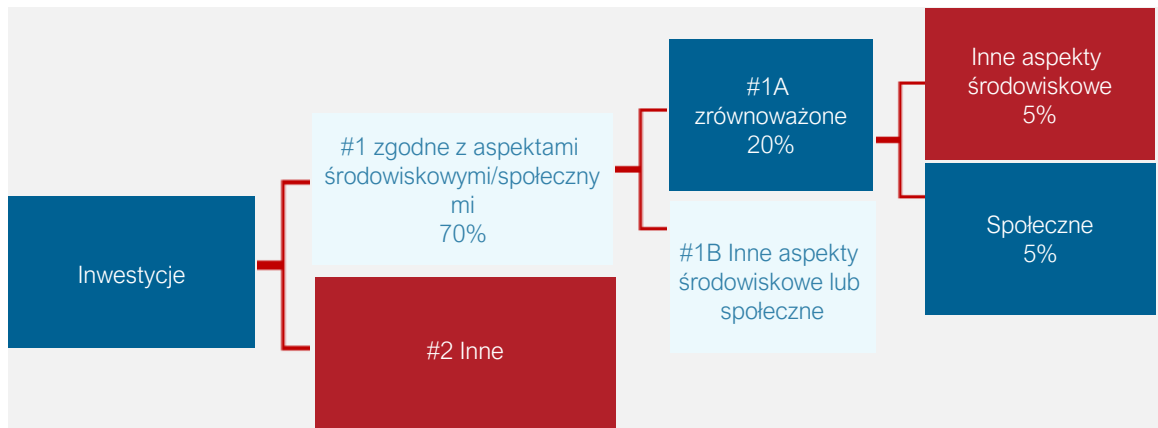 Inwestycje
#1 zgodne z aspektami
środowiskowymi/społeczny
mi
70%
#2 Inne
#1A
zrównoważone
20%
#1B Inne aspekty
środowiskowe lub
społeczne
Inne aspekty
środowiskowe
5%
Społeczne
5%